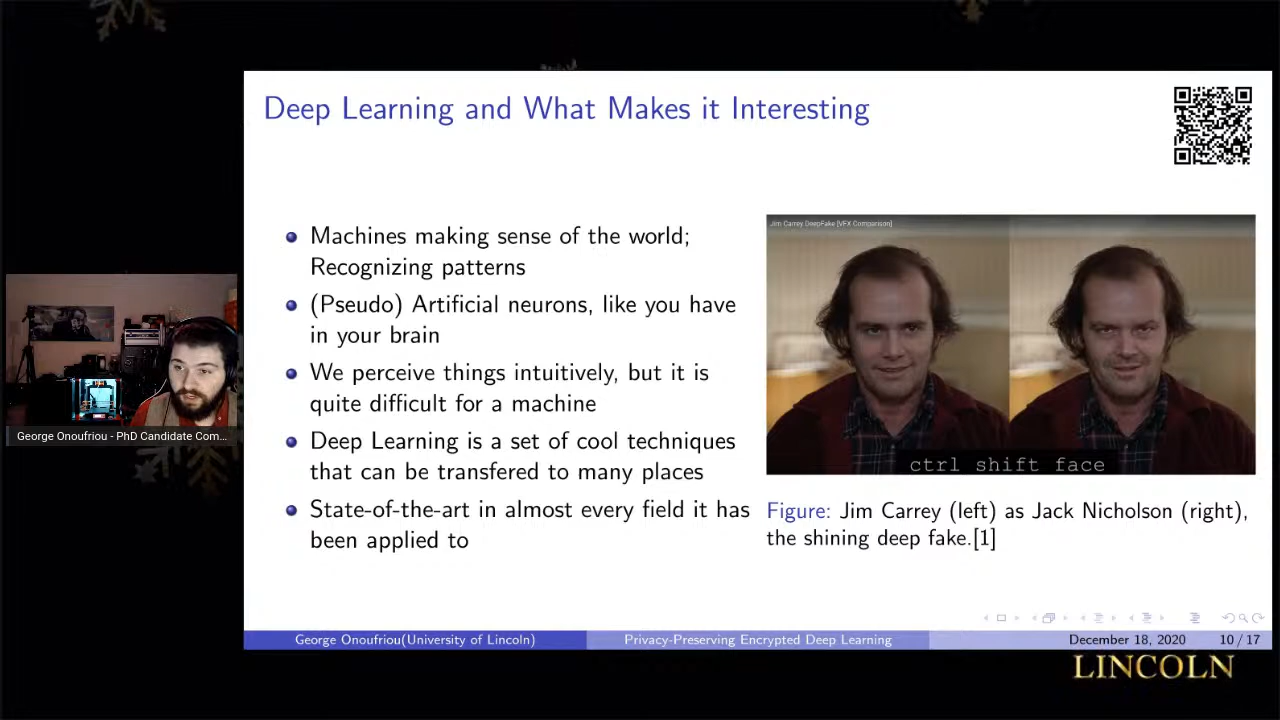 Deep Learning and What Makes it Interesting
Machines making sense of the world;
Recognizing patterns
(Pseudo) Artificial neurons, like you have
in your brain
We perceive things intuitively, but it is
quite difficult for a machine
Deep Learning is a set of cool techniques
that can be transfered to many places
State-of-the-art in almost every field it has
been applied to
Jim Carrey DeepFake [VFX Comparison]
ctrl shift face
Figure: Jim Carrey (left) as Jack Nicholson (right),
the shining deep fake.[1]
George Onoufriou - PhD Candidate Com...
George Onoufriou(University of Lincoln)
Privacy-Preserving Encrypted Deep Learning
December 18, 2020
10 / 17
LINCOLN